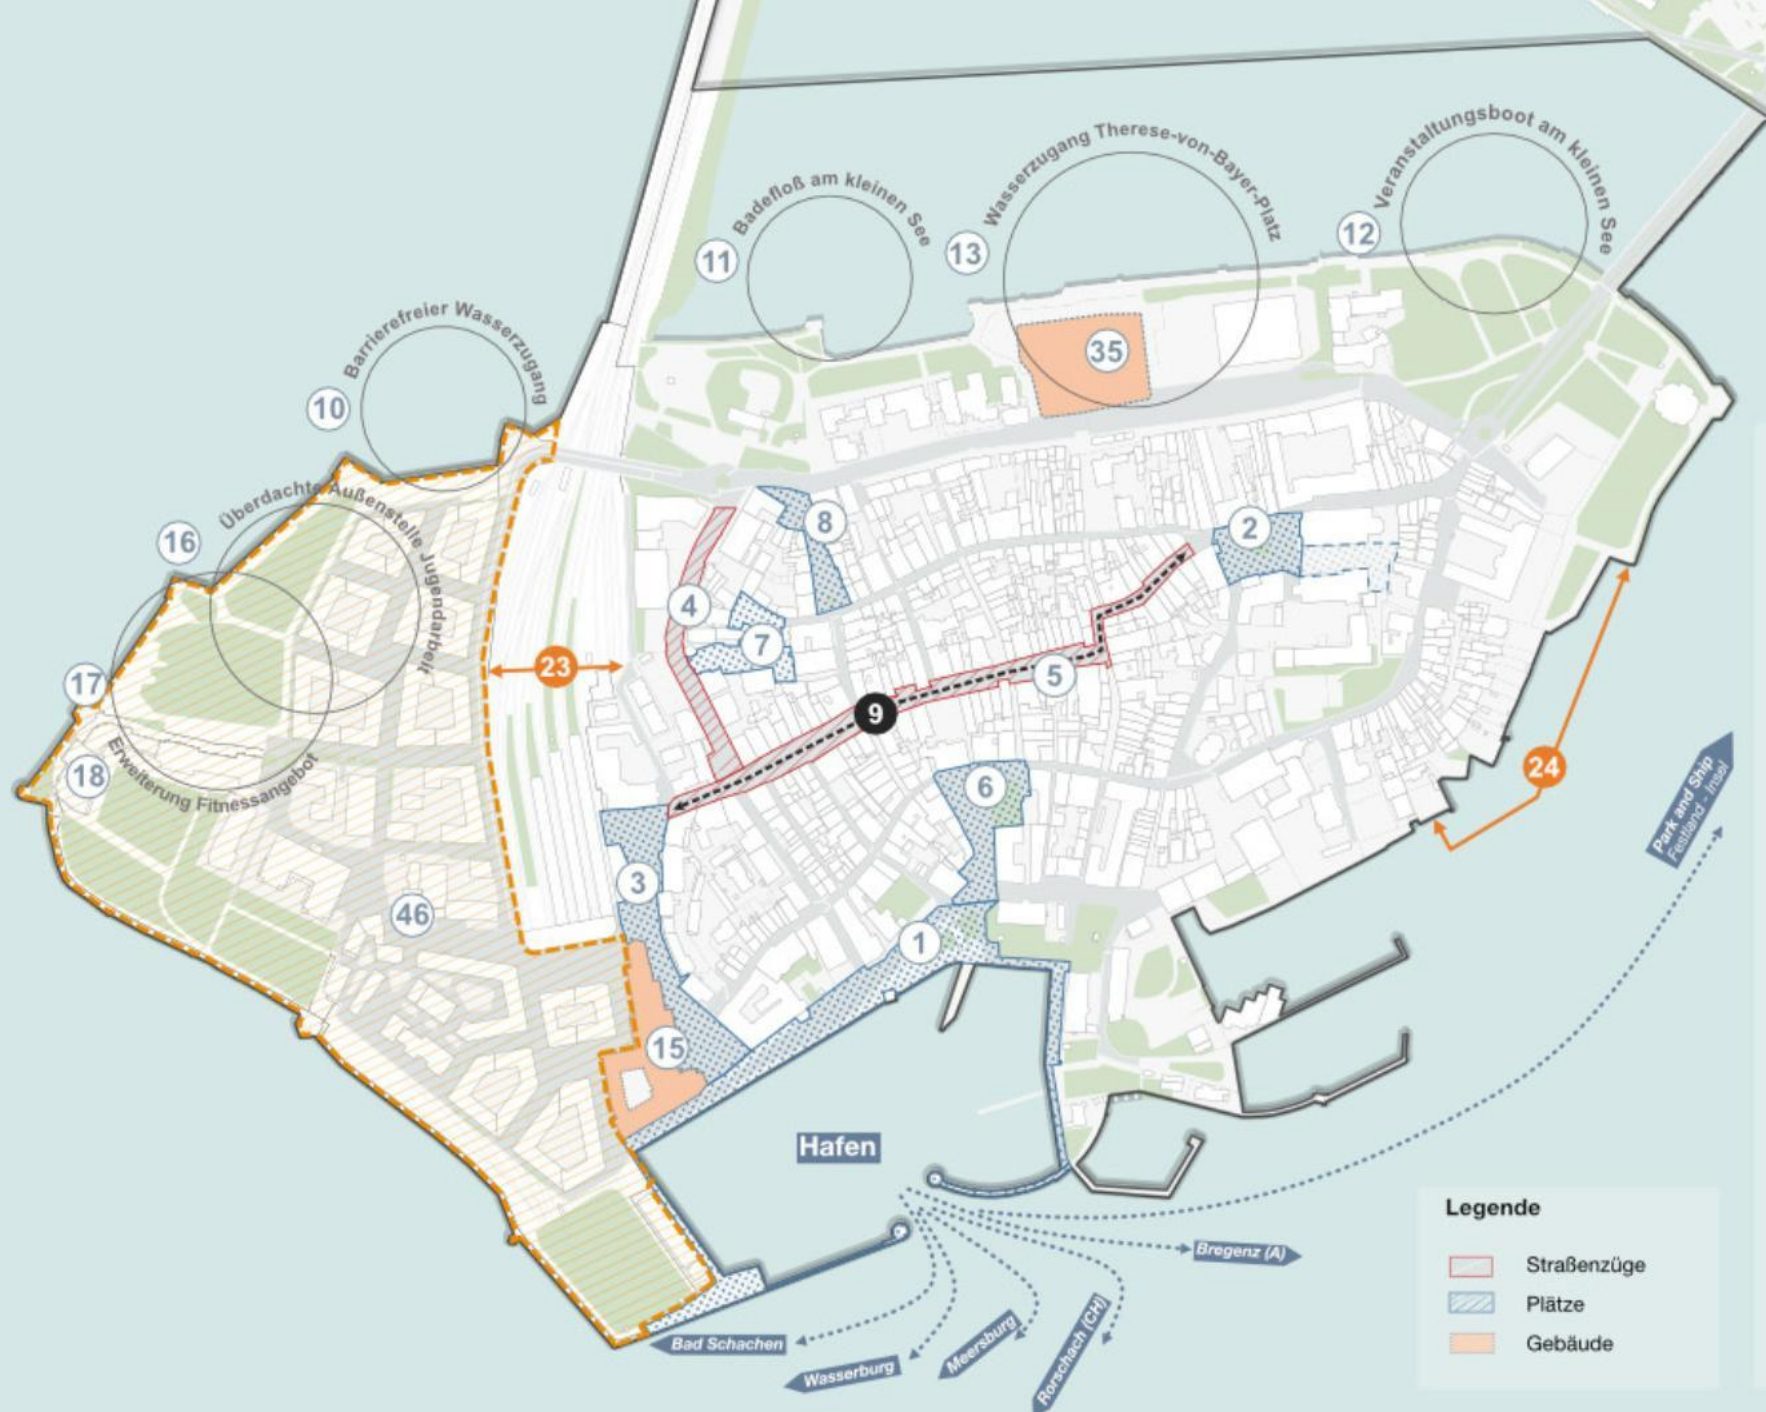 Badefloß am kleinen See
11
Wasserzugang Therese-von-Bayer-Platz
13
Veranstaltungsboot am kleinen See
12
Barrierefreier Wasserzugang
10
35
Überdachte Außenstelle Jugendarbeit
16
8
2
4
7
23
5
17
9
18
Erweiterung Fitnessangebot
6
24
Park and Ship
Festland - Insel
3
46
1
15
Hafen
Bregenz (A)
Bad Schachen
Wasserburg
Meersburg
Rorschach (CH)
Legende
Straßenzüge
Plätze
Gebäude